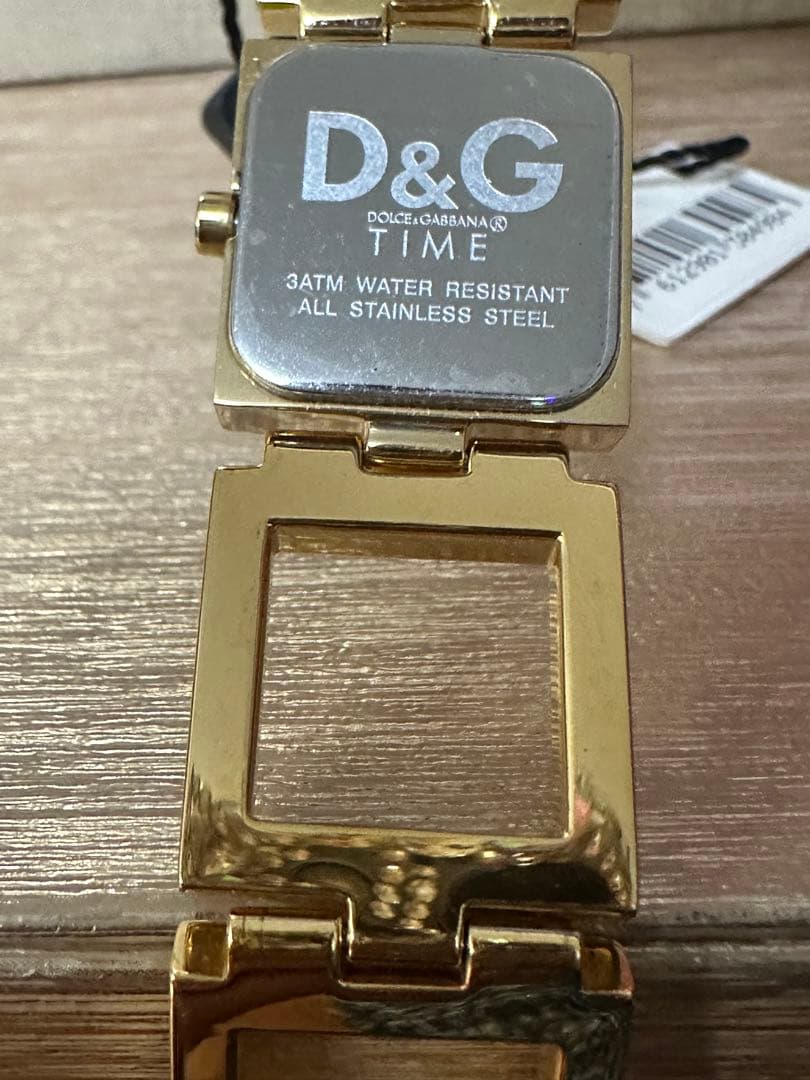 D&G
DOLCE&GABBANA®
TIME
3ATM WATER RESISTANT
ALL STAINLESS STEEL